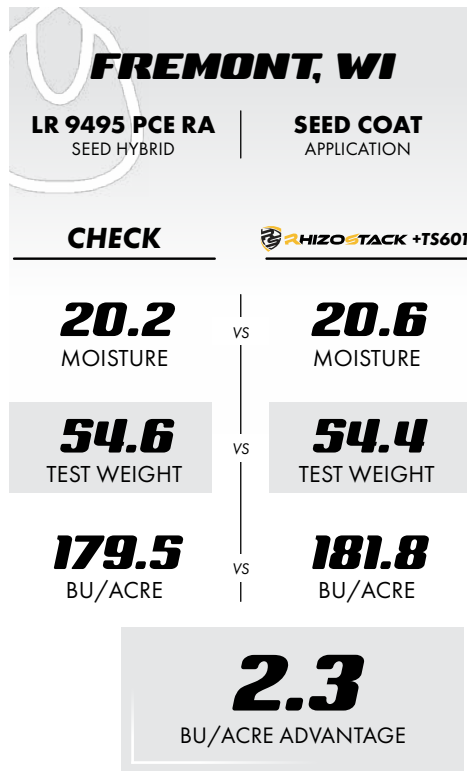 FREMONT, WI
LR 9495 PCE RA
SEED HYBRID
SEED COAT
APPLICATION
CHECK
RHIZOSTACK +TS601
20.2
MOISTURE
vs
20.6
MOISTURE
54.6
TEST WEIGHT
vs
54.4
TEST WEIGHT
179.5
BU/ACRE
vs
181.8
BU/ACRE
2.3
BU/ACRE ADVANTAGE